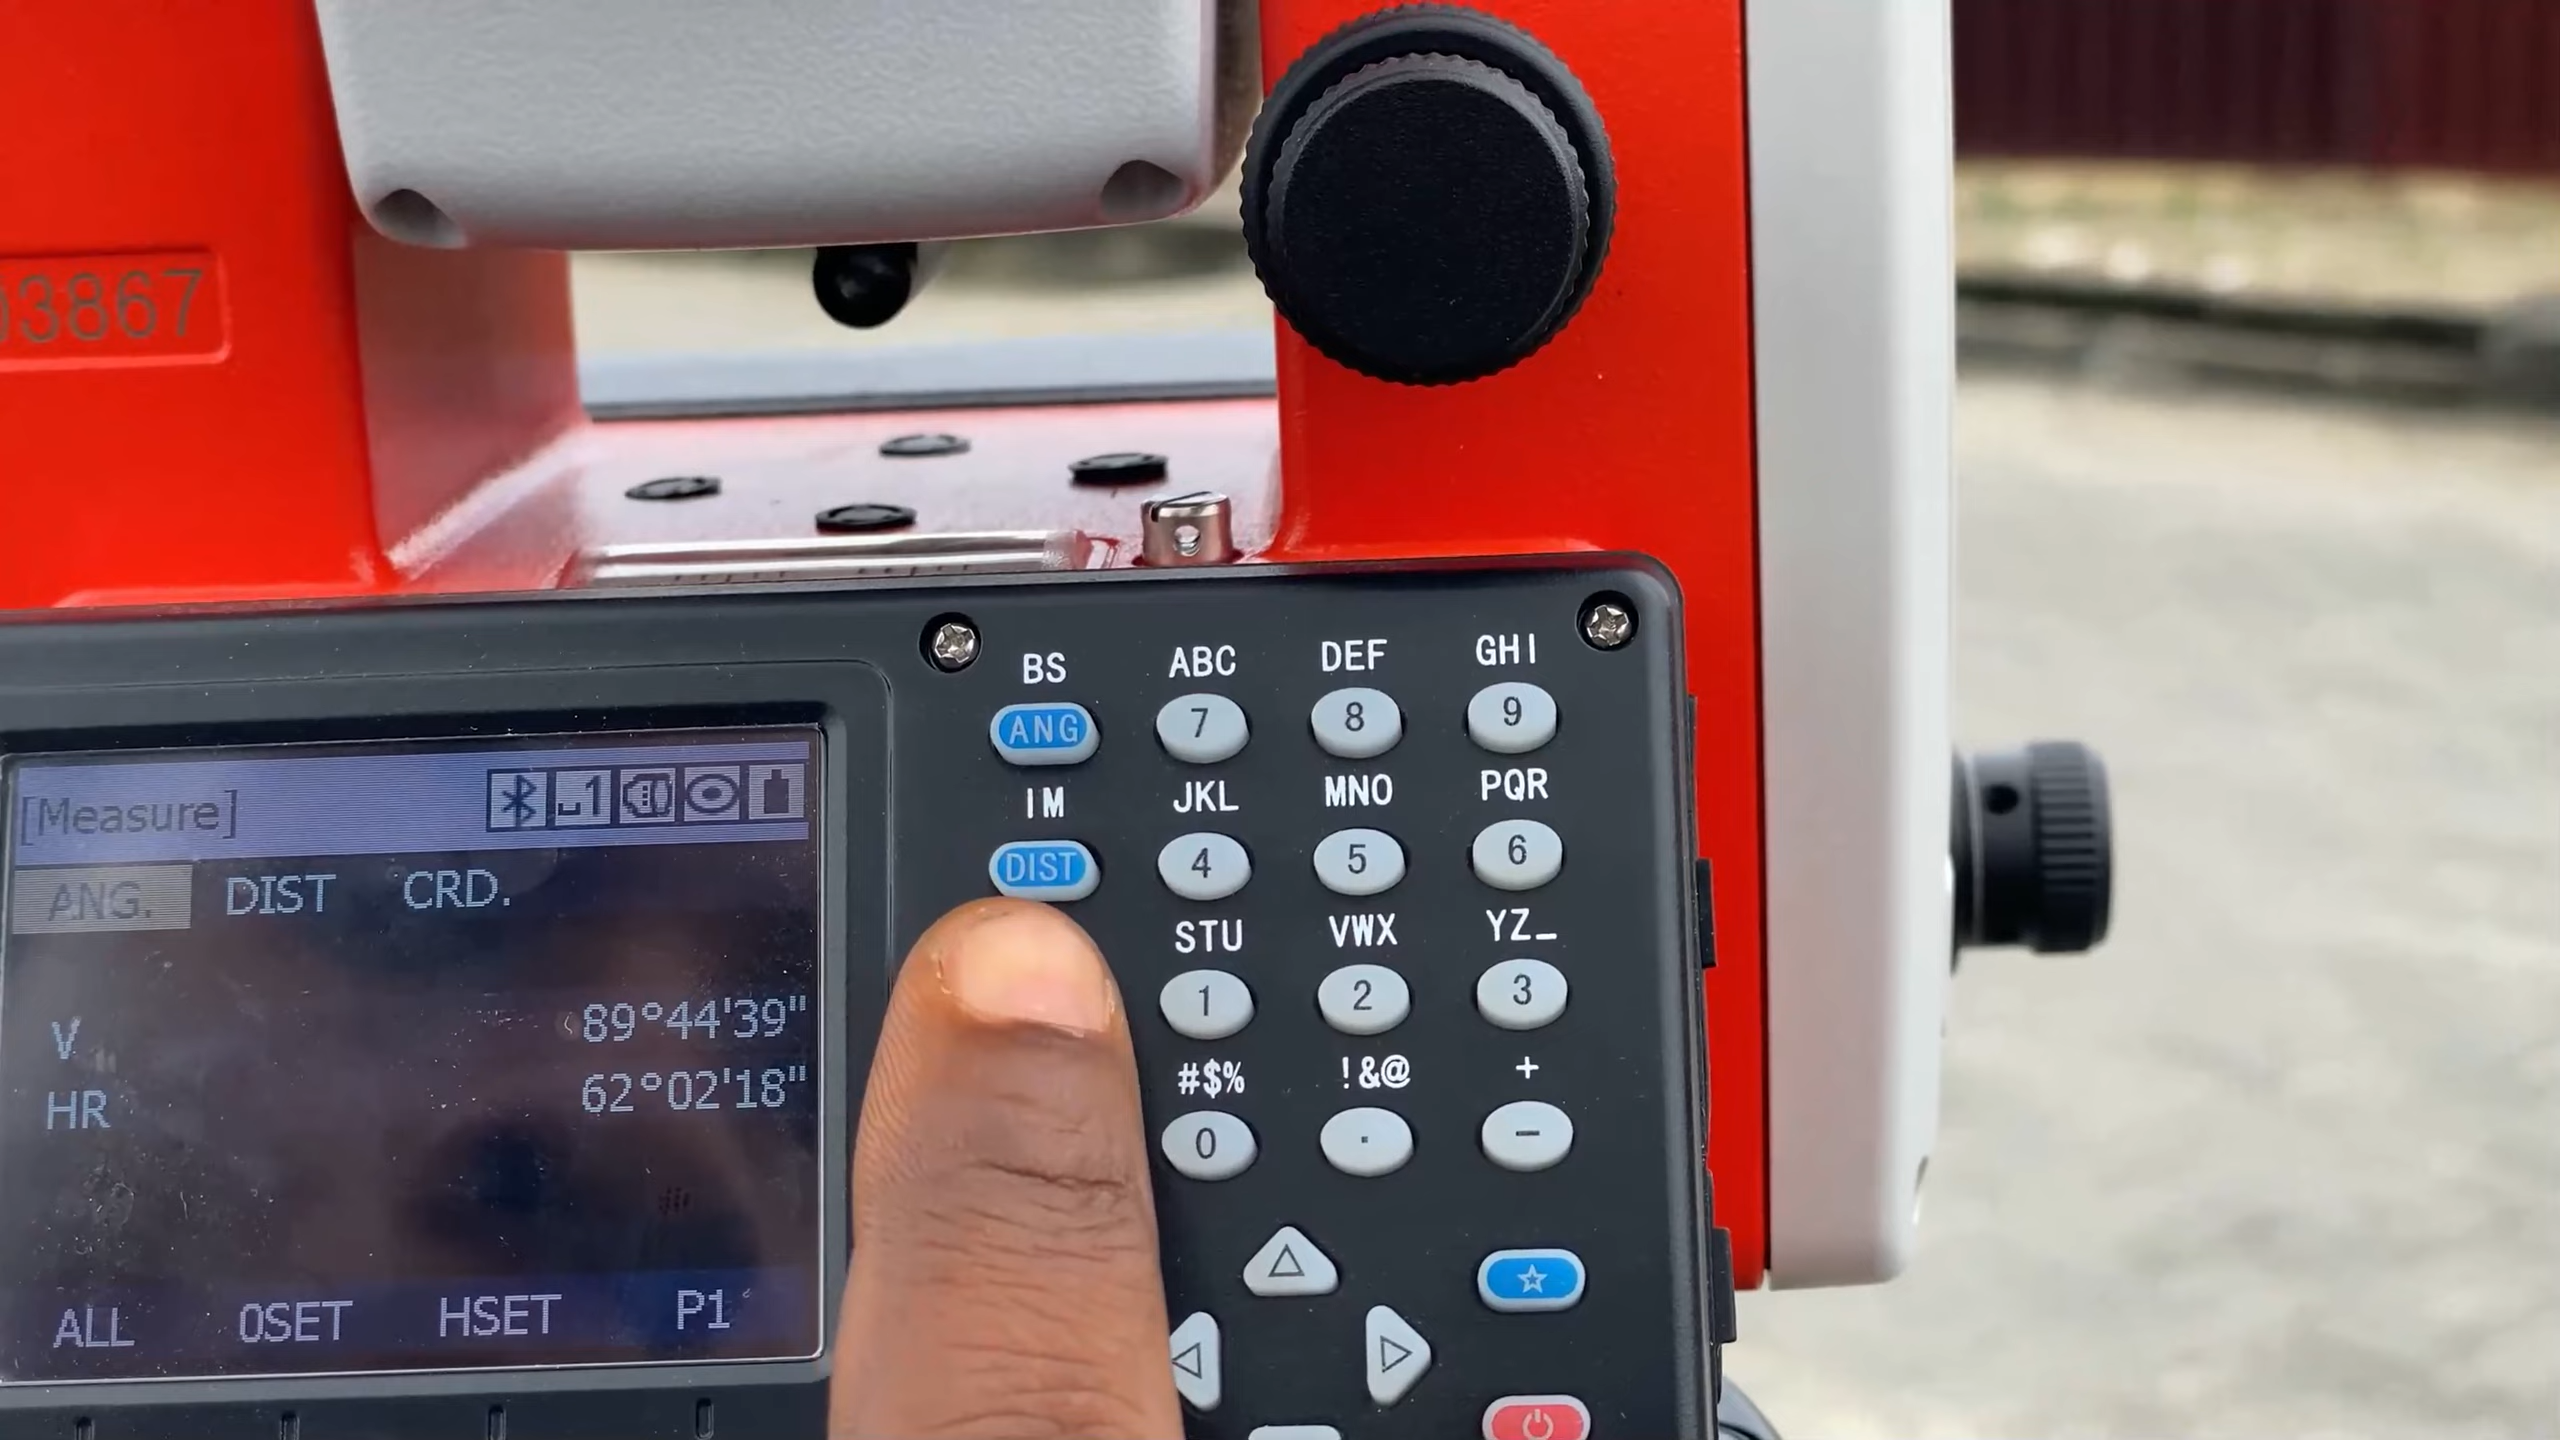 03867
[Measure] 1
ANG. DIST CRD.
V 89°44'39"
HR 62°02'18"
ALL 0SET HSET P1
BS ABC DEF GHI
ANG 7 8 9
IM JKL MNO PQR
DIST 4 5 6
STU VWX YZ_
1 2 3
#$% !&@ +
0 . -